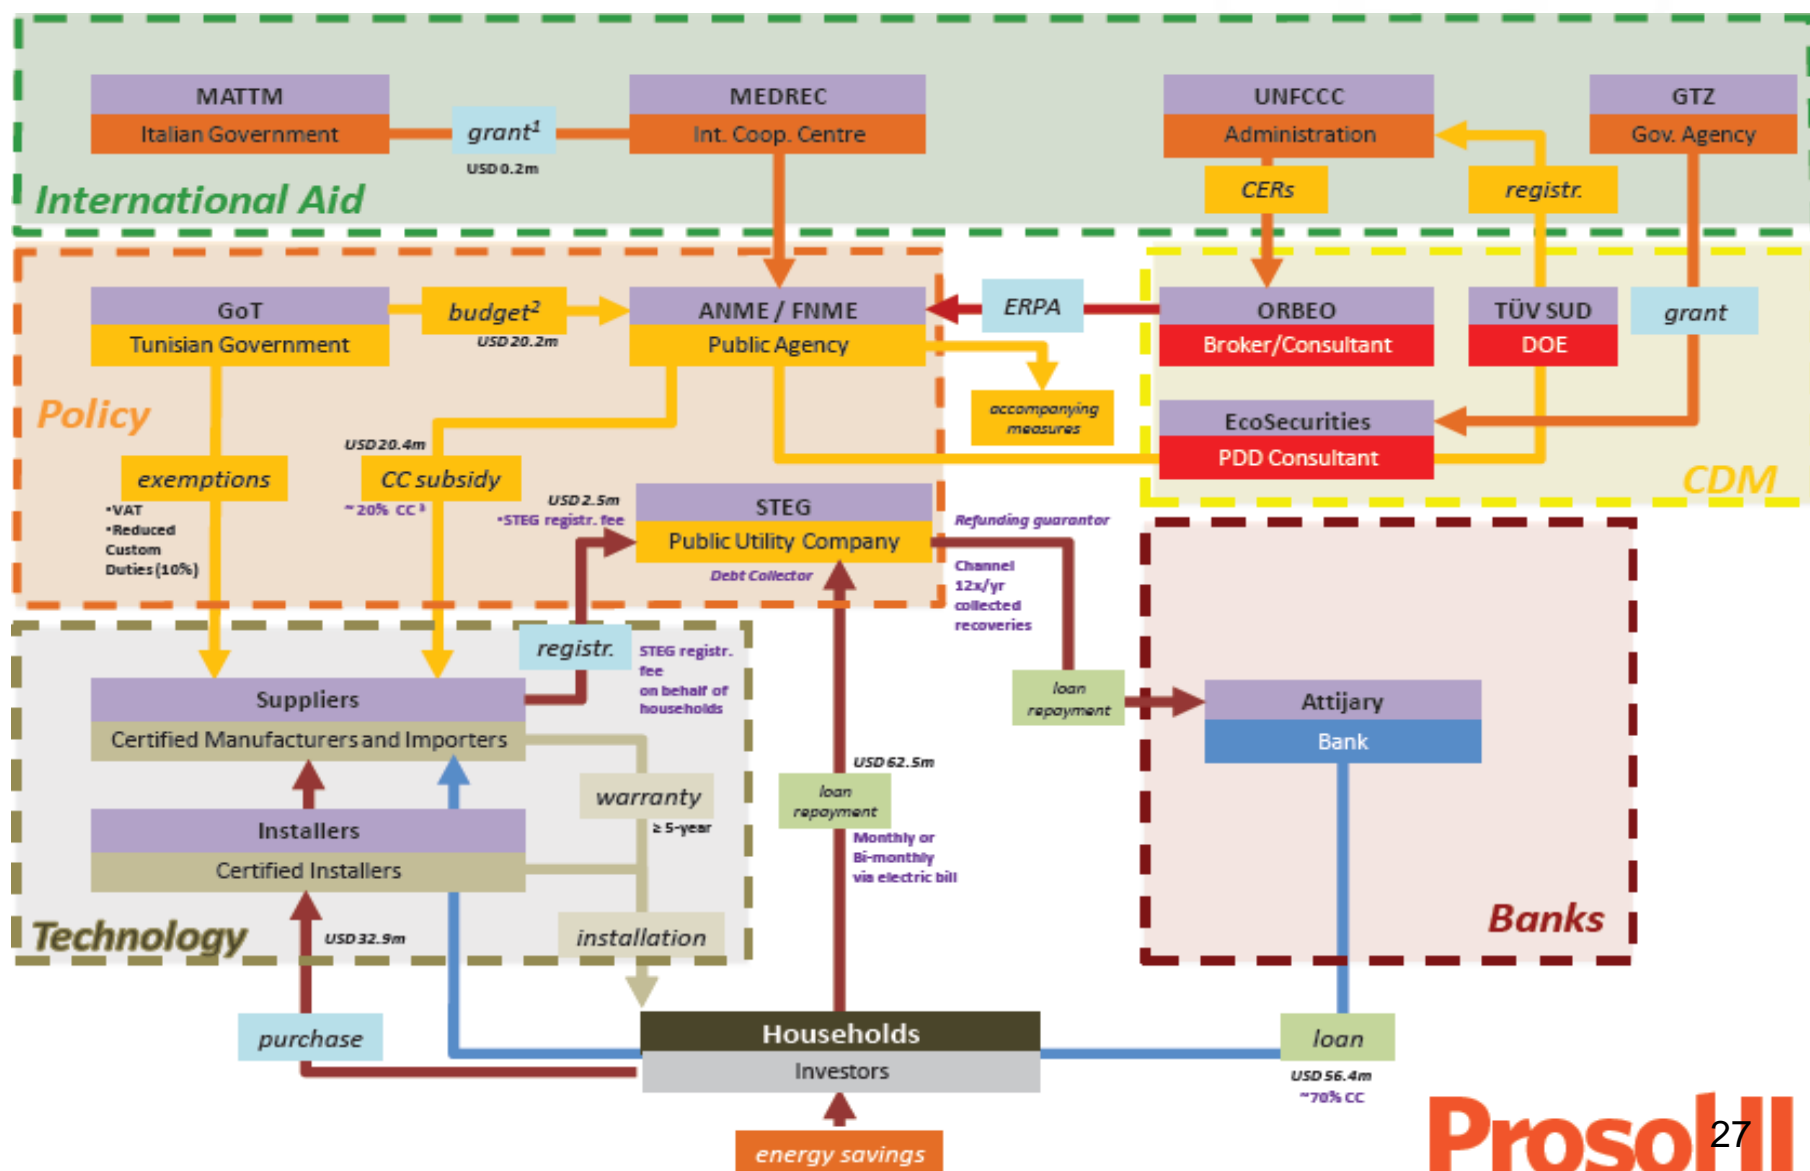 MATTM
Italian Government
grant¹
USD 0.2m
MEDREC
Int. Coop. Centre
UNFCCC
Administration
GTZ
Gov. Agency
CERs
registr.
International Aid
GoT
Tunisian Government
budget²
USD 20.2m
ANME / FNME
Public Agency
ERPA
ORBEO
Broker/Consultant
TÜV SUD
DOE
grant
accompanying
measures
EcoSecurities
PDD Consultant
CDM
Policy
exemptions
•VAT
•Reduced
Custom
Duties (10%)
USD 20.4m
CC subsidy
~20% CC ³
USD 2.5m
•STEG registr. fee
STEG
Public Utility Company
Debt Collector
Refunding guarantor
Channel
12x/yr
collected
recoveries
registr.
STEG registr.
fee
on behalf of
households
Suppliers
Certified Manufacturers and Importers
loan
repayment
Attijary
Bank
warranty
≥ 5-year
USD 62.5m
loan
repayment
Monthly or
Bi-monthly
via electric bill
Installers
Certified Installers
Technology
USD 32.9m
installation
Banks
purchase
Households
Investors
loan
USD 56.4m
~70% CC
energy savings
Prosol II
27